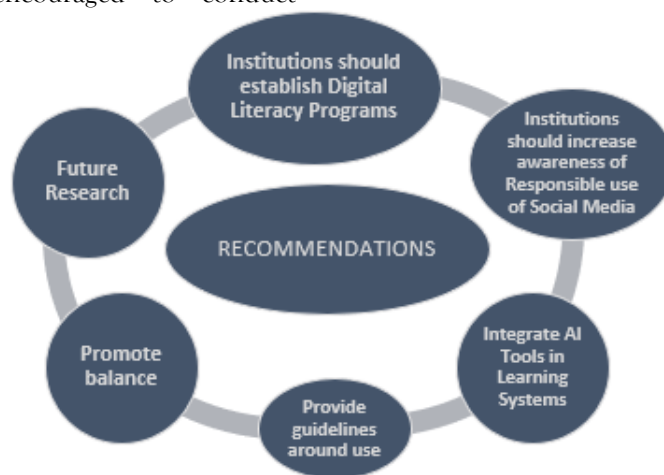 encouraged to conduct
Institutions should
establish Digital
Literacy Programs
Institutions
should increase
awareness of
Responsible use
of Social Media
Future
Research
RECOMMENDATIONS
Integrate AI
Tools in
Learning
Systems
Promote
balance
Provide
guidelines
around use